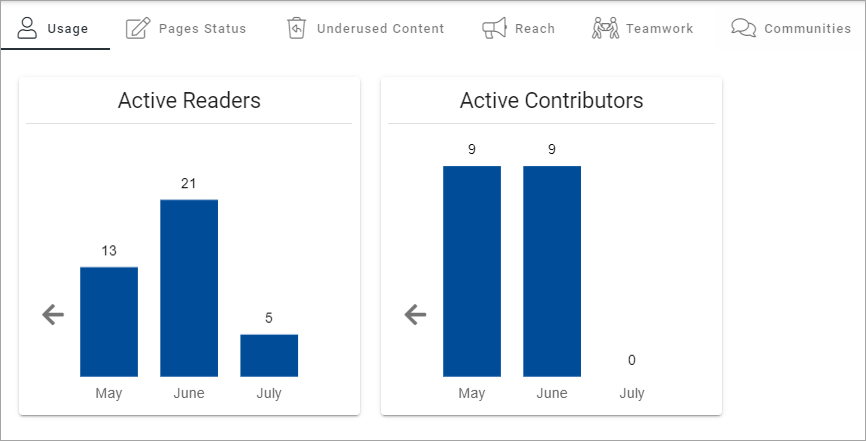 Usage Pages Status Underused Content Reach Teamwork Communities
Active Readers
21
13
5
May June July
Active Contributors
9 9
0
May June July